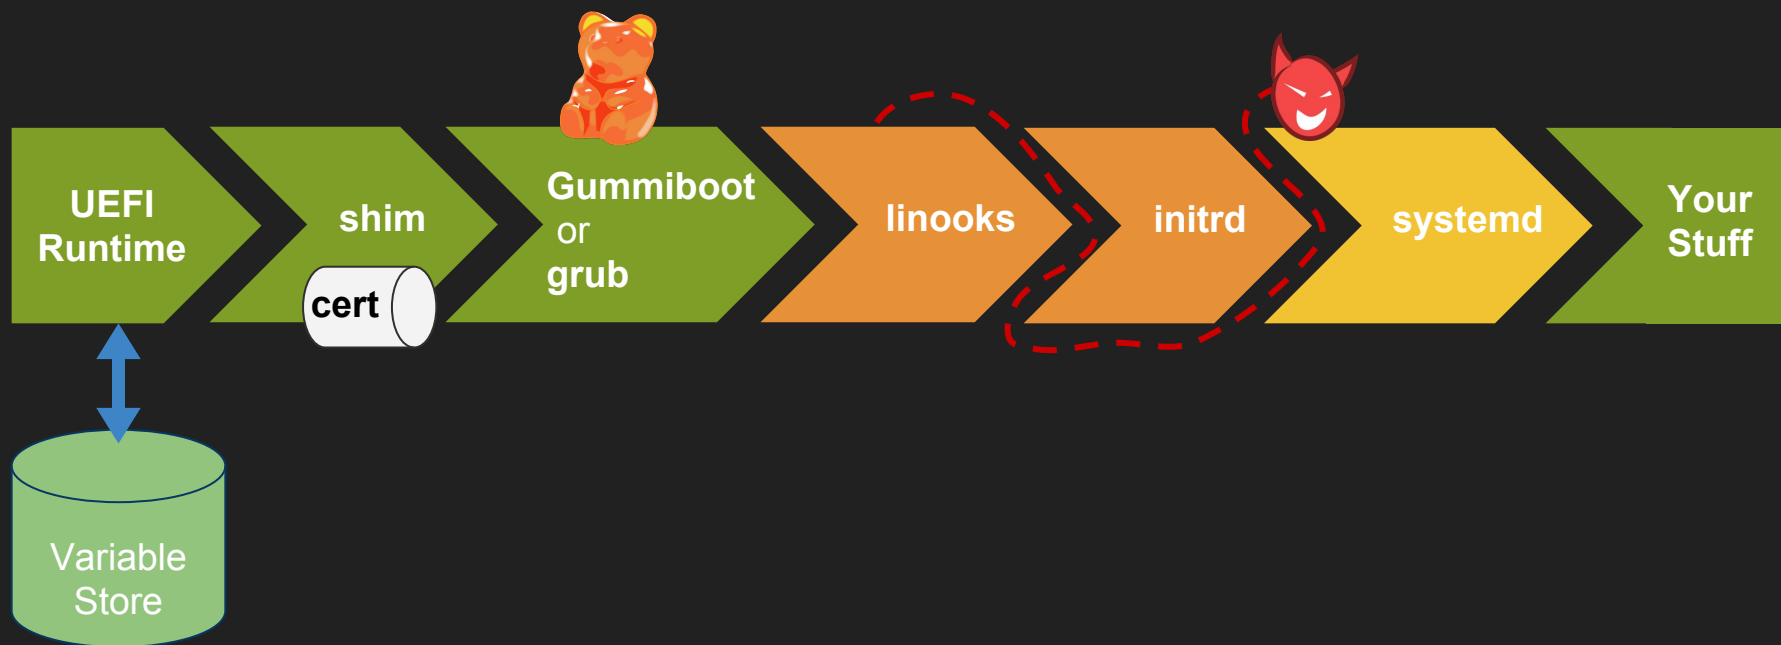 UEFI
Runtime
shim
cert
Gummiboot
or
grub
linooks
initrd
systemd
Your
Stuff
Variable
Store